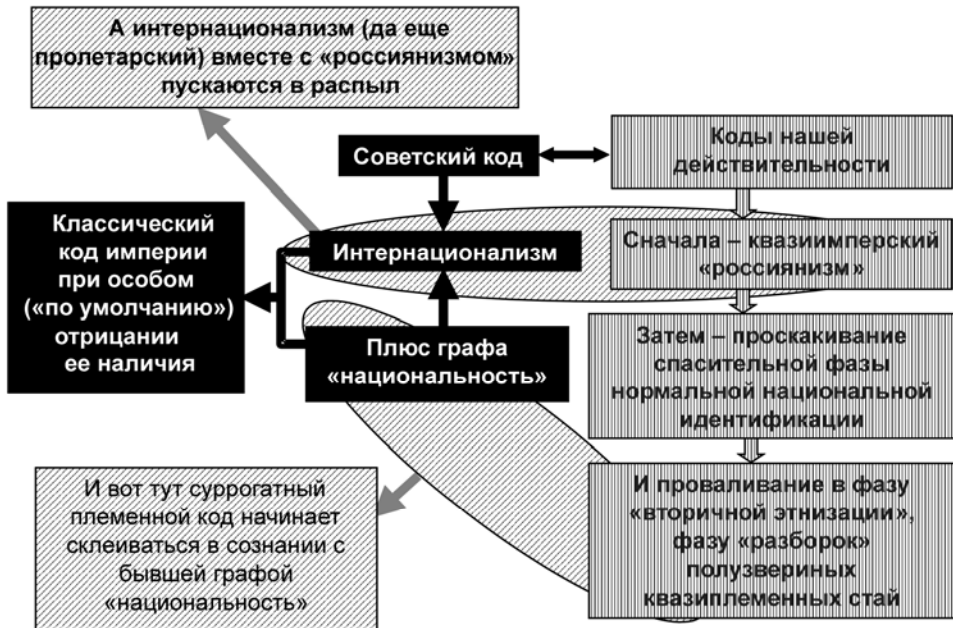 А интернационализм (да еще
пролетарский) вместе с «россиянизмом»
пускаются в распыл
Советский код
Коды нашей
действительности
Классический
код империи
при особом
(«по умолчанию»)
отрицании
ее наличия
Интернационализм
Сначала – квазиимперский
«россиянизм»
Плюс графа
«национальность»
Затем – проскакивание
спасительной фазы
нормальной национальной
идентификации
И вот тут суррогатный
племенной код начинает
склеиваться в сознании с
бывшей графой
«национальность»
И проваливание в фазу
«вторичной этнизации»,
фазу «разборок»
полузвериных
квазиплеменных стай